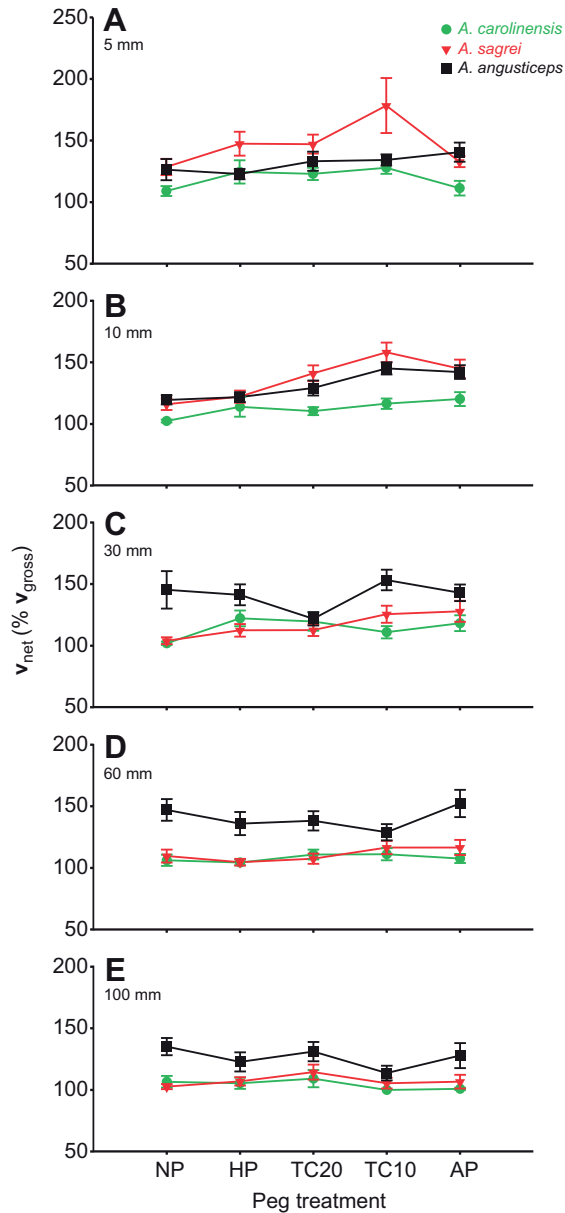 A
5 mm
A. carolinensis
A. sagrei
A. angusticeps
250
200
150
100
50
B
10 mm
200
150
100
50
C
30 mm
200
150
100
50
D
60 mm
200
150
100
50
E
100 mm
200
150
100
50
v_net (% v_gross)
NP HP TC20 TC10 AP
Peg treatment